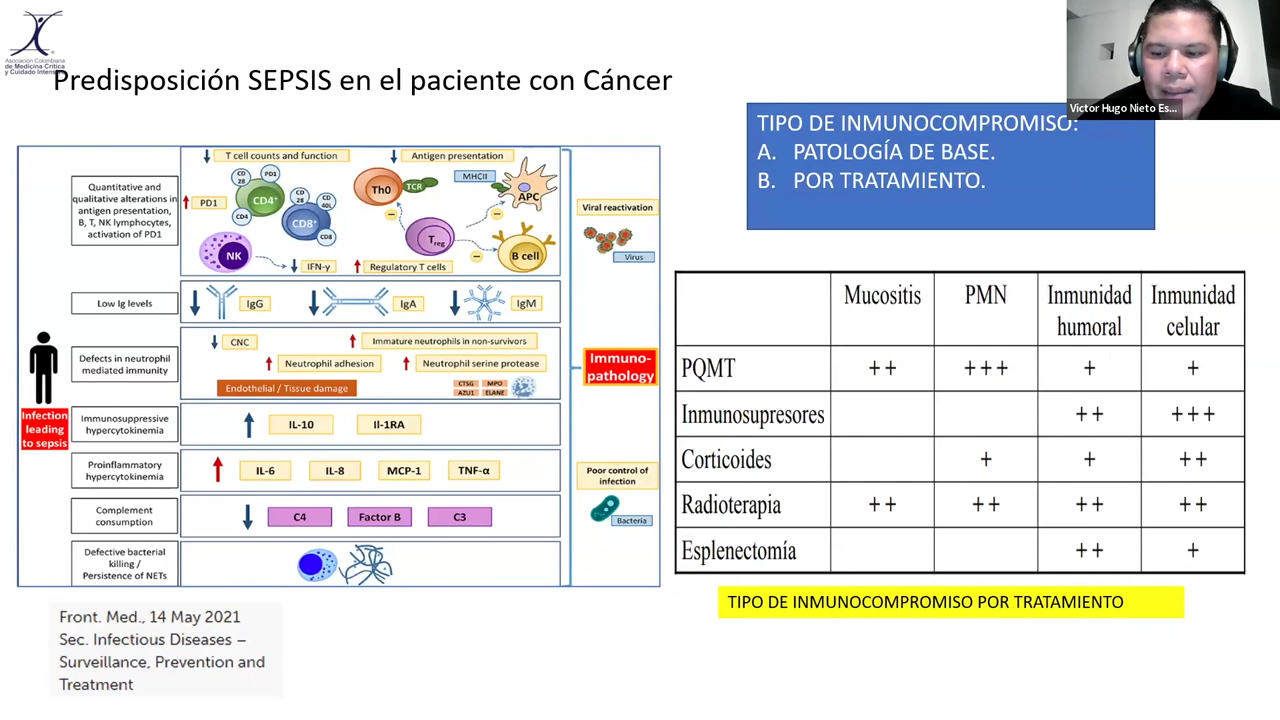 Asociación Colombiana
de Medicina Crítica
y Cuidado Intensivo
Predisposición SEPSIS en el paciente con Cáncer
Victor Hugo Nieto Es...
TIPO DE INMUNOCOMPROMISO:
A. PATOLOGÍA DE BASE.
B. POR TRATAMIENTO.
Infection
leading
to sepsis
Quantitative and
qualitative alterations in
antigen presentation,
B, T, NK lymphocytes,
activation of PD1
T cell counts and function
Antigen presentation
PD1
CD
28
PD1
CD4+
CD4
CD
28
CD
40L
CD8+
CD8
NK
IFN-γ
Th0
TCR
MHCII
APC
Treg
B cell
Regulatory T cells
Low Ig levels
IgG
IgA
IgM
Defects in neutrophil
mediated immunity
CNC
Immature neutrophils in non-survivors
Neutrophil adhesion
Neutrophil serine protease
Endothelial / Tissue damage
CTSG
MPO
AZU1
ELANE
Immunosuppressive
hypercytokinemia
IL-10
Il-1RA
Proinflammatory
hypercytokinemia
IL-6
IL-8
MCP-1
TNF-α
Complement
consumption
C4
Factor B
C3
Defective bacterial
killing /
Persistence of NETs
Viral reactivation
Virus
Immuno-
pathology
Poor control of
infection
Bacteria
Mucositis PMN Inmunidad humoral Inmunidad celular
PQMT ++ +++ + +
Inmunosupresores ++ +++
Corticoides + + ++
Radioterapia ++ ++ ++ ++
Esplenectomía ++ +
TIPO DE INMUNOCOMPROMISO POR TRATAMIENTO
Front. Med., 14 May 2021
Sec. Infectious Diseases –
Surveillance, Prevention and
Treatment